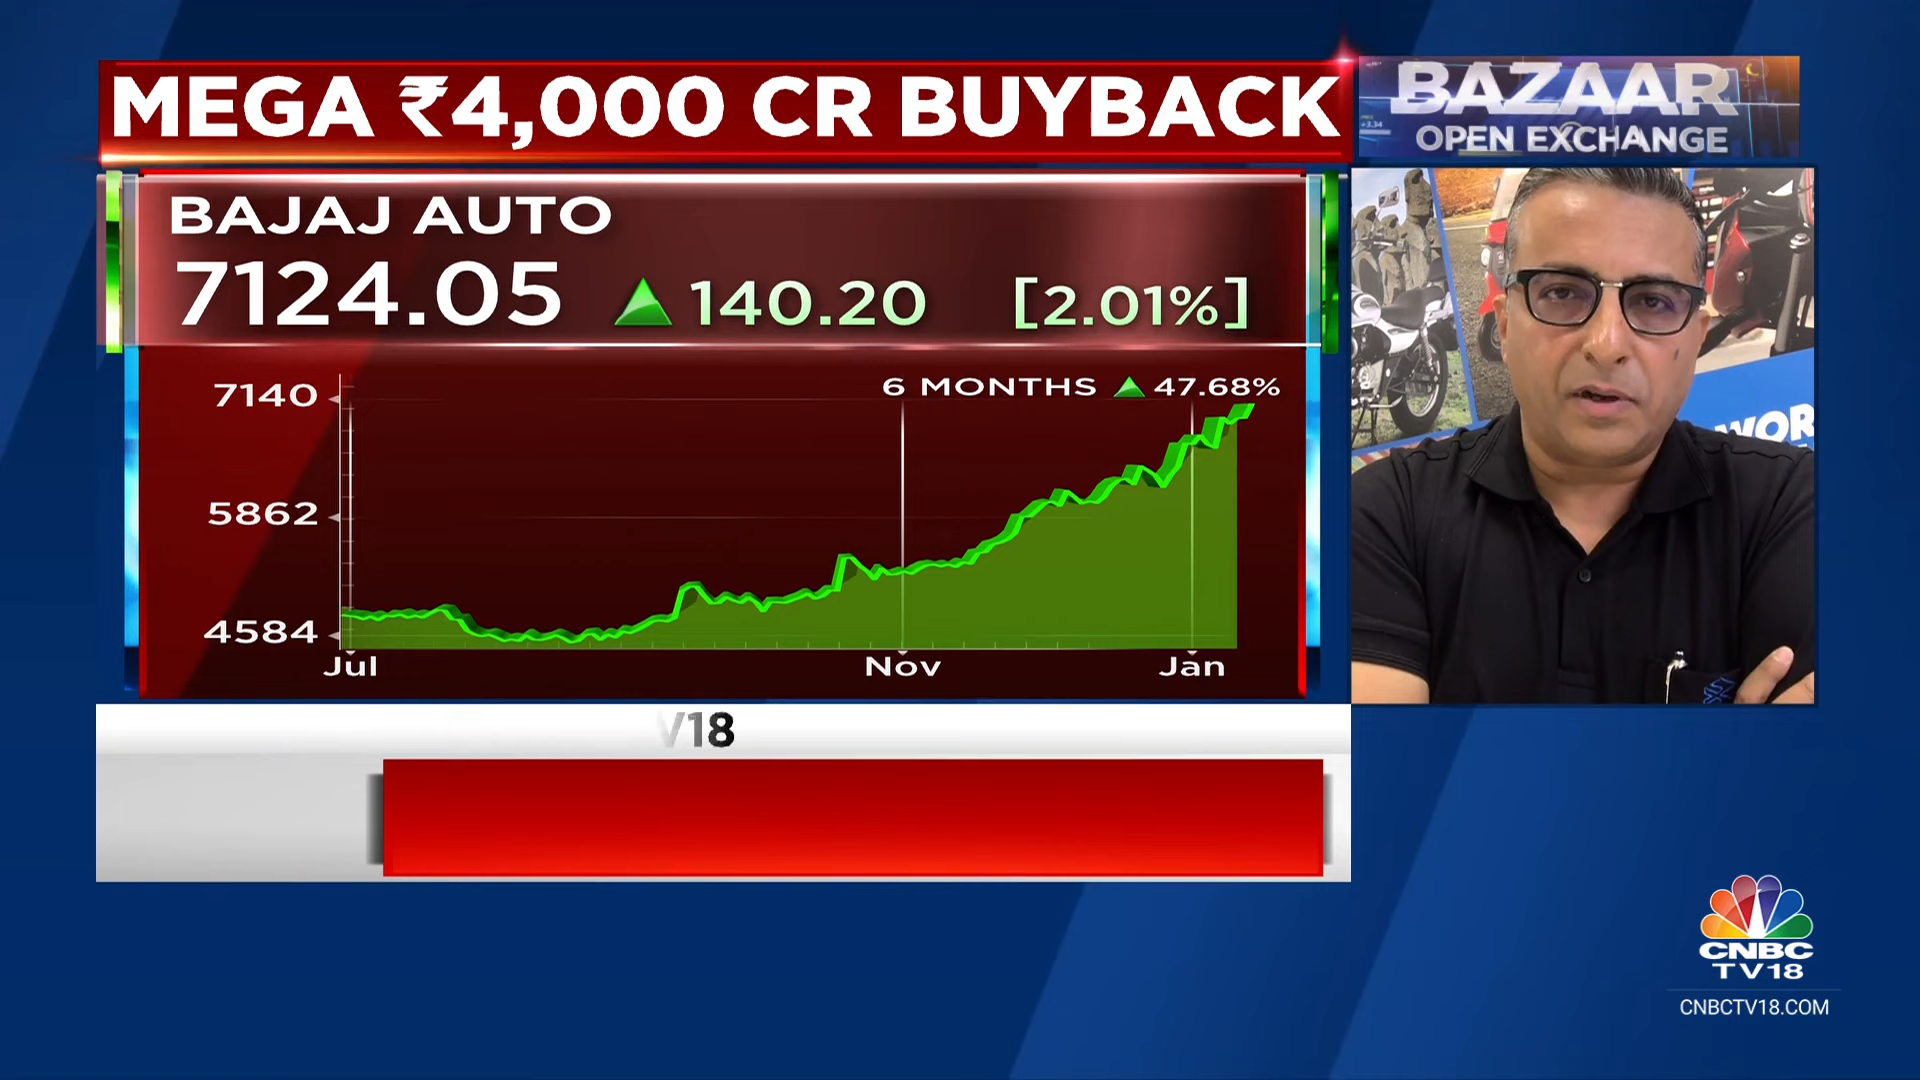 MEGA ₹4,000 CR BUYBACK
BAZAAR
OPEN EXCHANGE
BAJAJ AUTO
7124.05 ▲ 140.20 [2.01%]
6 MONTHS ▲ 47.68%
7140
5862
4584
Jul Nov Jan
WOR
V18
CNBC
TV18
CNBCTV18.COM